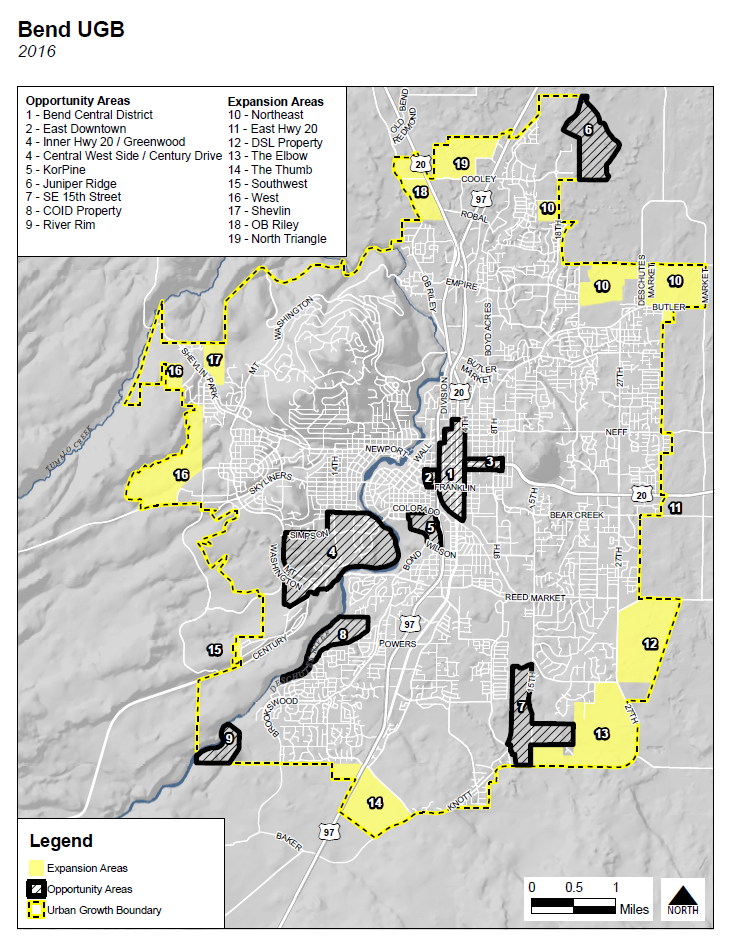 Bend UGB
2016
Opportunity Areas
1 - Bend Central District
2 - East Downtown
4 - Inner Hwy 20 / Greenwood
4 - Central West Side / Century Drive
5 - KorPine
6 - Juniper Ridge
7 - SE 15th Street
8 - COID Property
9 - River Rim
Expansion Areas
10 - Northeast
11 - East Hwy 20
12 - DSL Property
13 - The Elbow
14 - The Thumb
15 - Southwest
16 - West
17 - Shevlin
18 - OB Riley
19 - North Triangle
OLD BEND
REDMOND
6
20
19
COOLEY
18
97
10
ROBAL
18TH
OB RILEY
EMPIRE
10
DESCHUTES
MARKET
10
MARKET
BUTLER
WASHINGTON
MT
BOYD ACRES
SHEVLIN PARK
17
16
BUTLER
MARKET
27TH
DIVISION
20
4TH
8TH
NEFF
TUMALO CREEK
NEWPORT
WALL
14TH
1
3
16
SKYLINERS
2
FRANKLIN
15TH
20
11
COLORADO
BEAR CREEK
5
SIMPSON
4
WILSON
BOND
9TH
27TH
MT
WASHINGTON
REED MARKET
97
8
POWERS
12
15
CENTURY
DESCHUTES RIVER
15TH
7
BROOKSWOOD
27TH
9
13
14
KNOTT
97
BAKER
Legend
Expansion Areas
Opportunity Areas
Urban Growth Boundary
0 0.5 1
Miles
NORTH